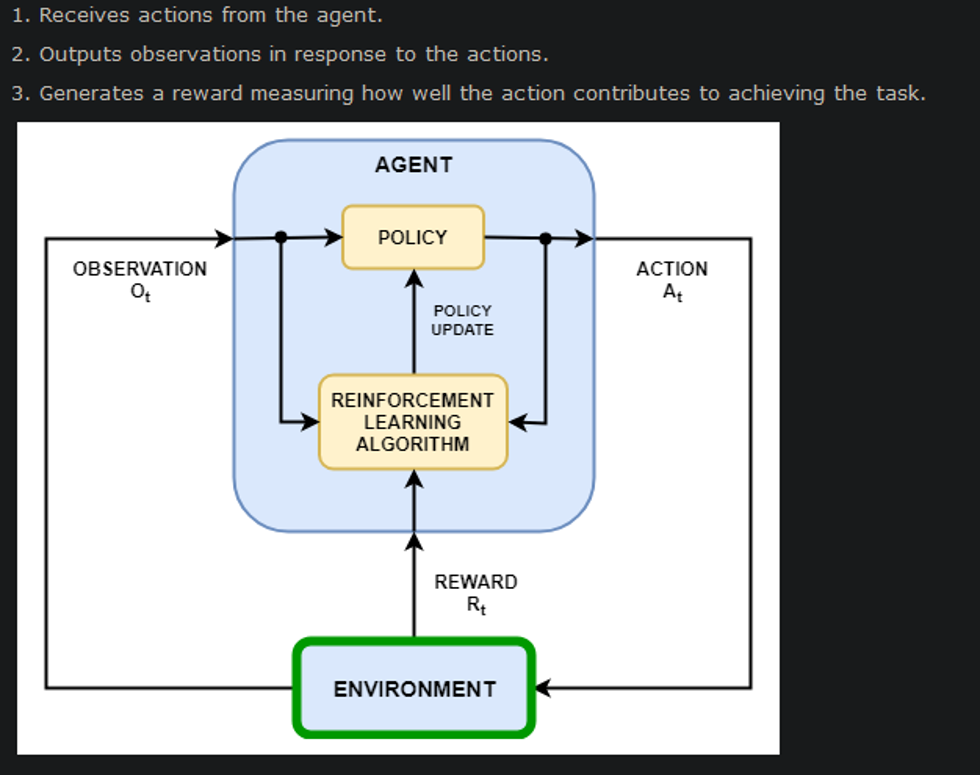 1. Receives actions from the agent.
2. Outputs observations in response to the actions.
3. Generates a reward measuring how well the action contributes to achieving the task.
AGENT
POLICY
OBSERVATION
Ot
ACTION
At
POLICY
UPDATE
REINFORCEMENT
LEARNING
ALGORITHM
REWARD
Rt
ENVIRONMENT